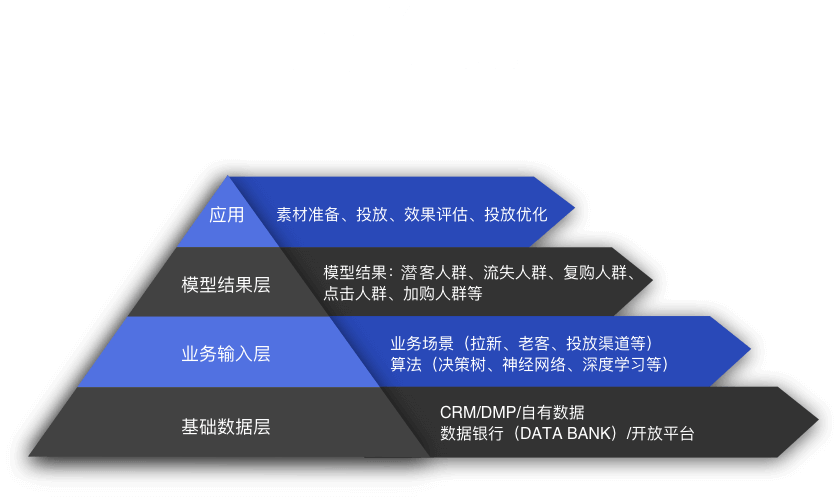 应用
素材准备、投放、效果评估、投放优化
模型结果层
模型结果：潜客人群、流失人群、复购人群、
点击人群、加购人群等
业务输入层
业务场景（拉新、老客、投放渠道等）
算法（决策树、神经网络、深度学习等）
基础数据层
CRM/DMP/自有数据
数据银行（DATA BANK）/开放平台